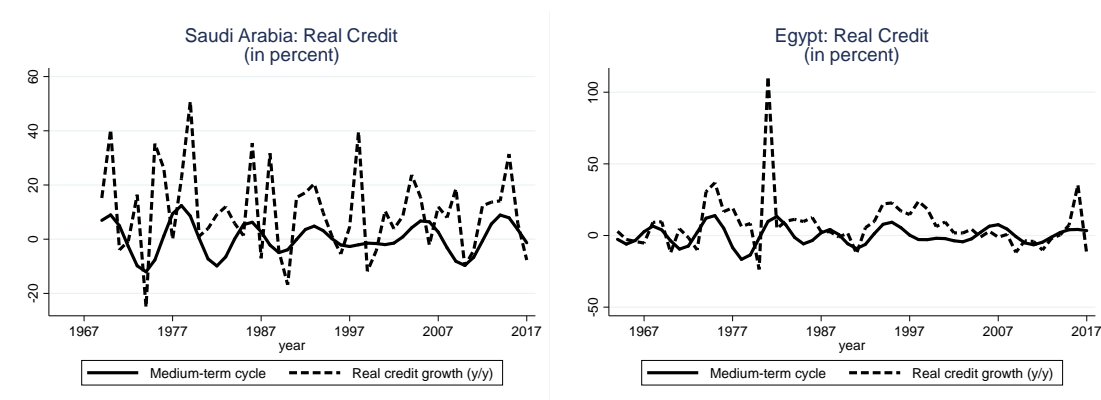 Saudi Arabia: Real Credit
(in percent)
60
40
20
0
-20
1967 1977 1987 1997 2007 2017
year
Medium-term cycle Real credit growth (y/y)
Egypt: Real Credit
(in percent)
100
50
0
-50
1967 1977 1987 1997 2007 2017
year
Medium-term cycle Real credit growth (y/y)